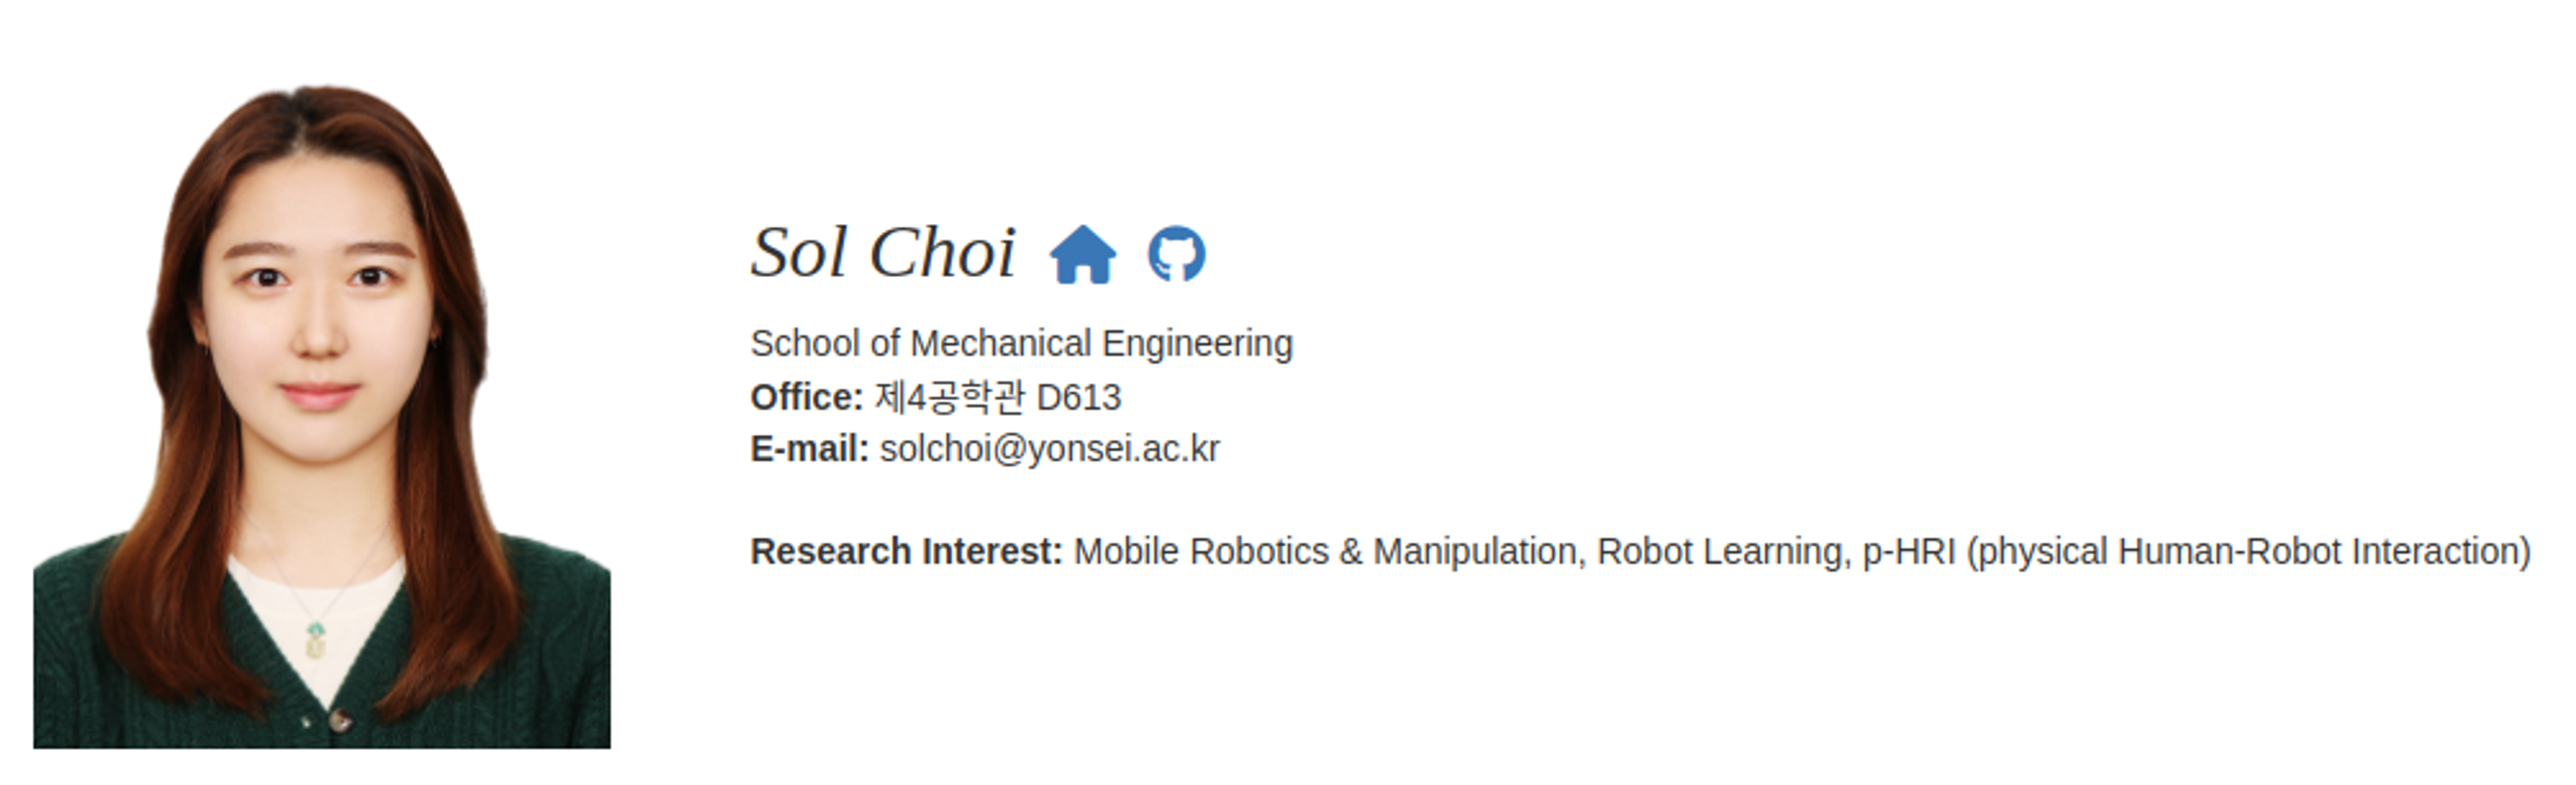 Sol Choi
School of Mechanical Engineering
Office: 제4공학관 D613
E-mail: solchoi@yonsei.ac.kr
Research Interest: Mobile Robotics & Manipulation, Robot Learning, p-HRI (physical Human-Robot Interaction)